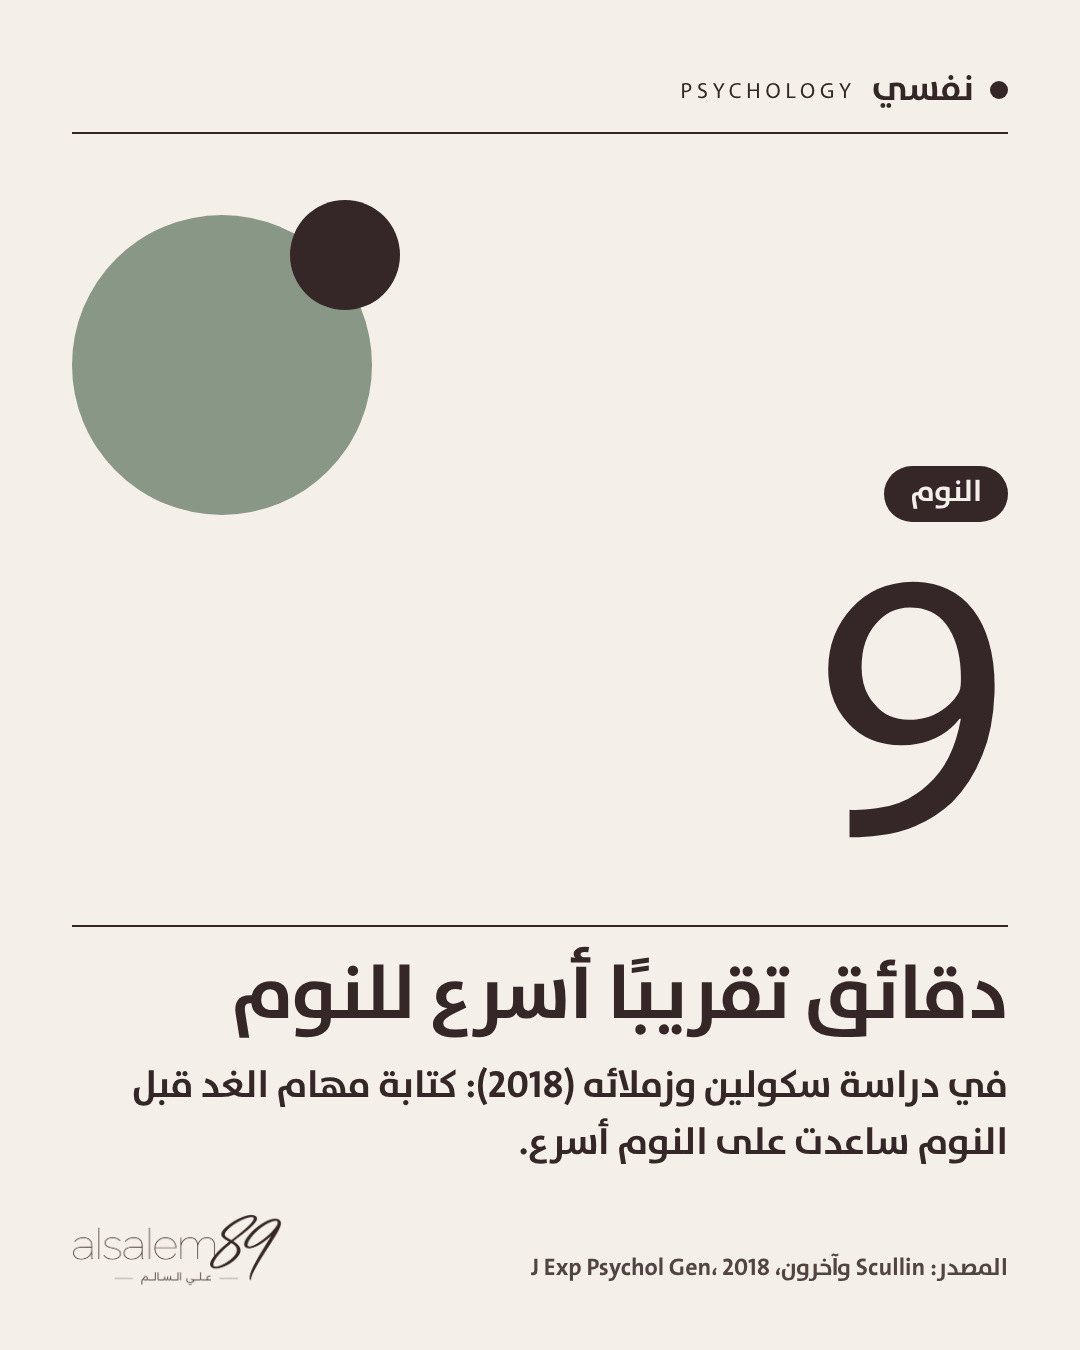 نفسي PSYCHOLOGY
النوم
9
دقائق تقريبًا أسرع للنوم
في دراسة سكولين وزملائه (2018): كتابة مهام الغد قبل
النوم ساعدت على النوم أسرع.
المصدر: Scullin وآخرون، J Exp Psychol Gen، 2018
alsalem89
علي السالم